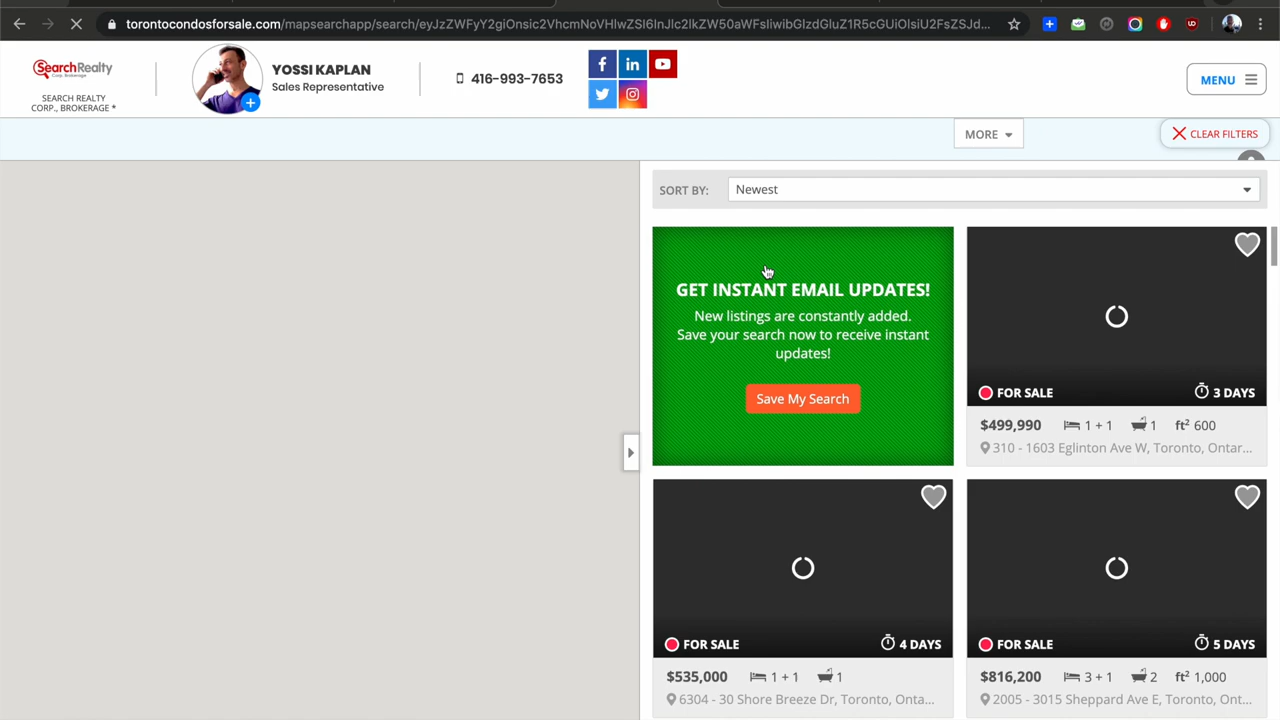 torontocondosforsale.com/mapsearchapp/search/eyJzZWFyY2giOnsic2VhcmNoVHlwZSI6InJlc2lkZW50aWFsIiwibGlzdGluZ1R5cGUiOlsiU2FsZSJd...
SearchRealty
Corp. Brokerage
SEARCH REALTY
CORP., BROKERAGE *
YOSSI KAPLAN
Sales Representative
416-993-7653
MENU
MORE
CLEAR FILTERS
SORT BY:
Newest
GET INSTANT EMAIL UPDATES!
New listings are constantly added.
Save your search now to receive instant
updates!
Save My Search
FOR SALE 3 DAYS
$499,990 1 + 1 1 ft² 600
310 - 1603 Eglinton Ave W, Toronto, Ontar...
FOR SALE 4 DAYS
$535,000 1 + 1 1
6304 - 30 Shore Breeze Dr, Toronto, Onta...
FOR SALE 5 DAYS
$816,200 3 + 1 2 ft² 1,000
2005 - 3015 Sheppard Ave E, Toronto, Ont...